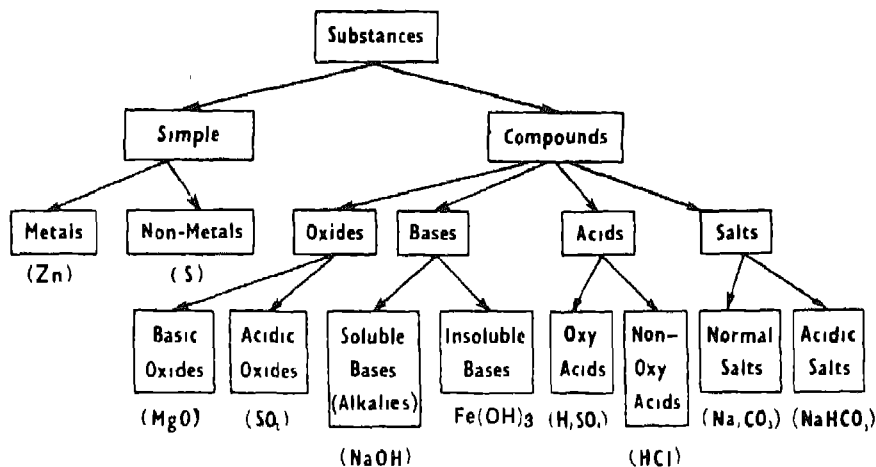 Substances
Simple
Compounds
Metals
Non-Metals
Oxides
Bases
Acids
Salts
(Zn)
(S)
Basic
Oxides
Acidic
Oxides
Soluble
Bases
(Alkalies)
Insoluble
Bases
Oxy
Acids
Non-
Oxy
Acids
Normal
Salts
Acidic
Salts
(MgO)
(SO₂)
Fe(OH)₃
(H₂SO₄)
(Na₂CO₃)
(NaHCO₃)
(NaOH)
(HCl)